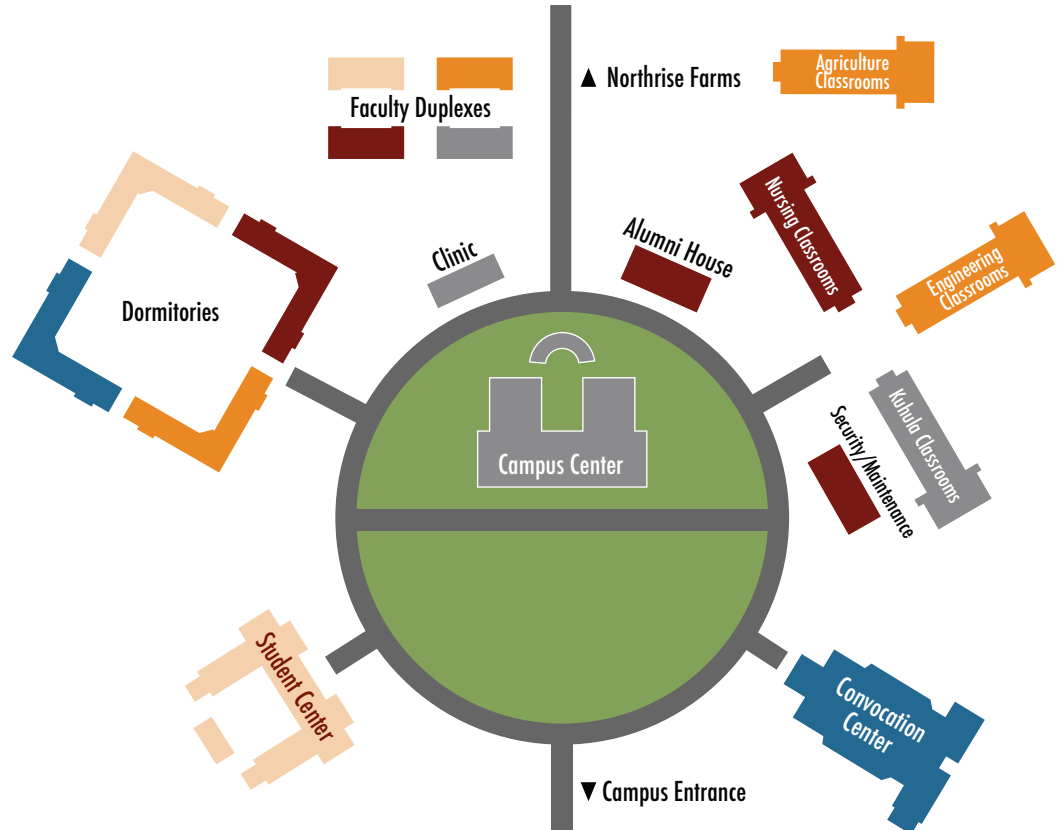 Agriculture
Classrooms
▲ Northrise Farms
Faculty Duplexes
Nursing Classrooms
Alumni House
Clinic
Engineering
Classrooms
Dormitories
Kuhula Classrooms
Security/Maintenance
Campus Center
Student Center
Convocation
Center
▼ Campus Entrance